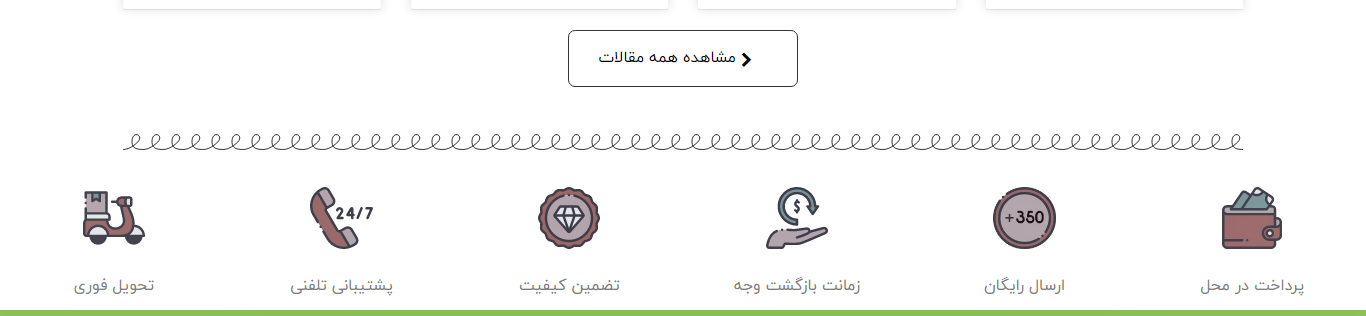 مشاهده همه مقالات
+350
24/7
پرداخت در محل
ارسال رایگان
زمانت بازگشت وجه
تضمین کیفیت
پشتیبانی تلفنی
تحویل فوری